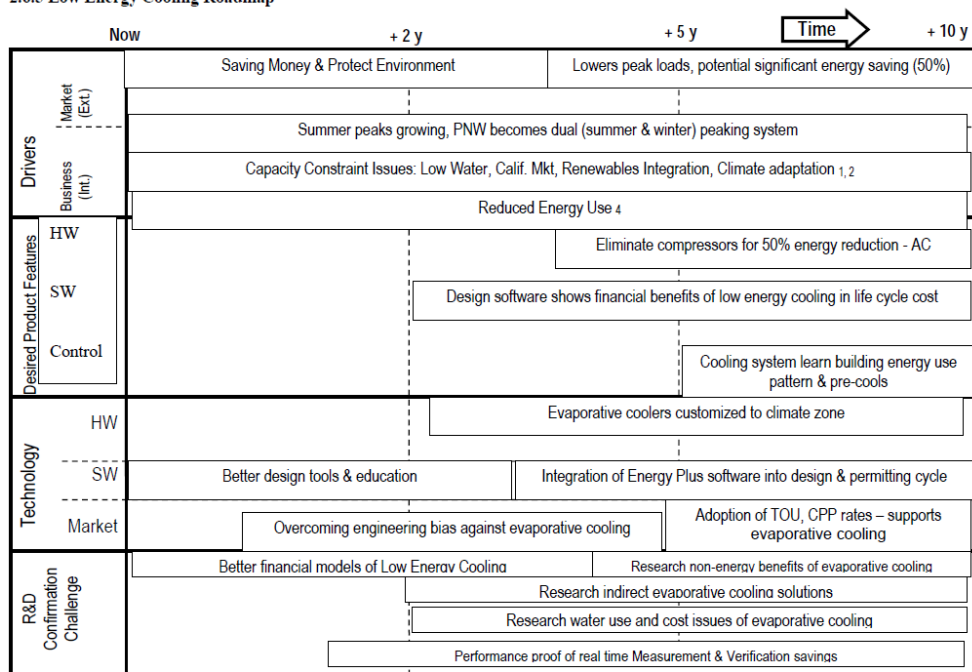 Now + 2 y + 5 y Time + 10 y
Drivers
Market
(Ext.)
Saving Money & Protect Environment
Lowers peak loads, potential significant energy saving (50%)
Summer peaks growing, PNW becomes dual (summer & winter) peaking system
Business
(Int.)
Capacity Constraint Issues: Low Water, Calif. Mkt, Renewables Integration, Climate adaptation 1, 2
Reduced Energy Use 4
Desired Product Features
HW
Eliminate compressors for 50% energy reduction - AC
SW
Design software shows financial benefits of low energy cooling in life cycle cost
Control
Cooling system learn building energy use
pattern & pre-cools
Technology
HW
Evaporative coolers customized to climate zone
SW
Better design tools & education
Integration of Energy Plus software into design & permitting cycle
Market
Overcoming engineering bias against evaporative cooling
Adoption of TOU, CPP rates – supports
evaporative cooling
R&D
Confirmation
Challenge
Better financial models of Low Energy Cooling
Research non-energy benefits of evaporative cooling
Research indirect evaporative cooling solutions
Research water use and cost issues of evaporative cooling
Performance proof of real time Measurement & Verification savings